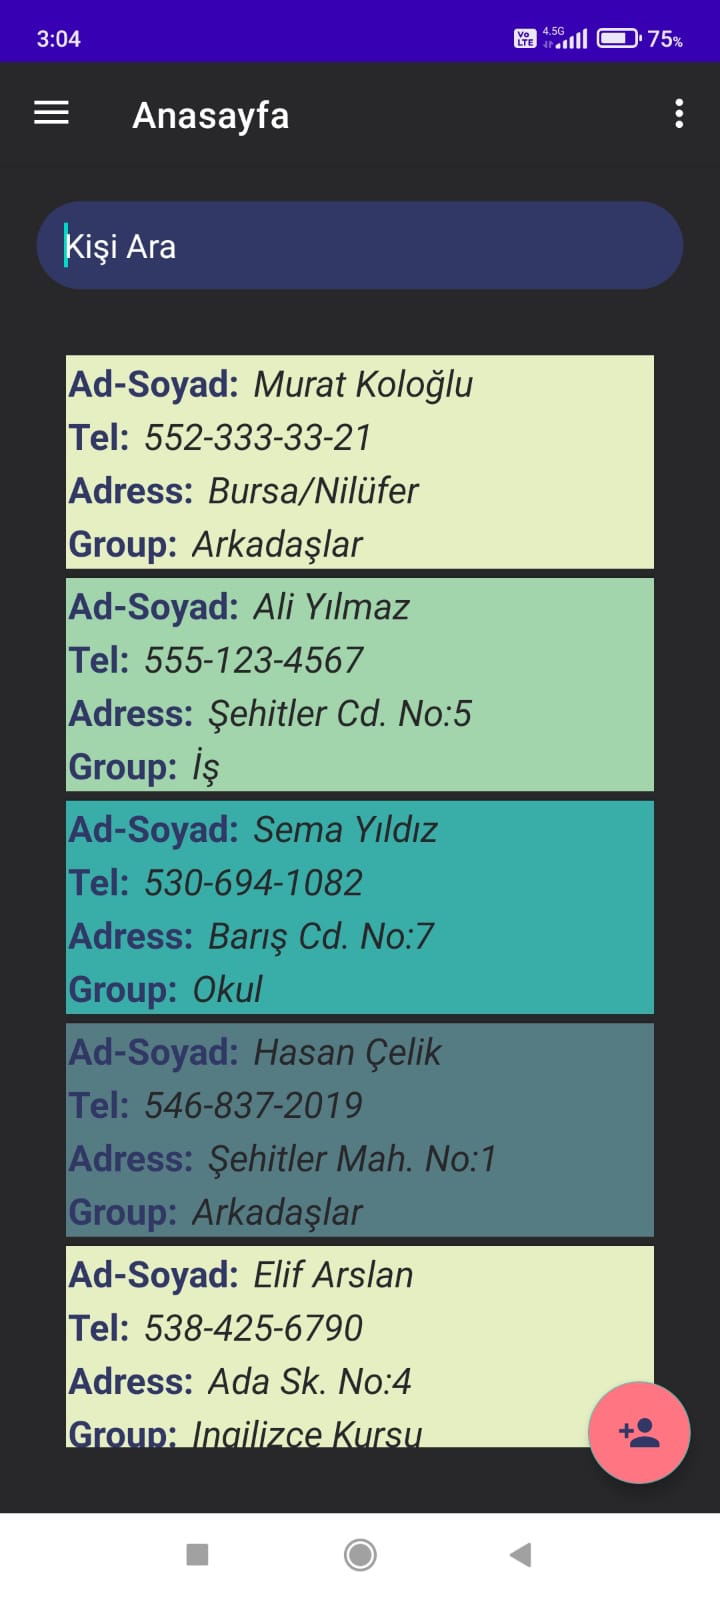 3:04
Vo LTE 4.5G 75%
Anasayfa
Kişi Ara
Ad-Soyad: Murat Koloğlu
Tel: 552-333-33-21
Adress: Bursa/Nilüfer
Group: Arkadaşlar
Ad-Soyad: Ali Yılmaz
Tel: 555-123-4567
Adress: Şehitler Cd. No:5
Group: İş
Ad-Soyad: Sema Yıldız
Tel: 530-694-1082
Adress: Barış Cd. No:7
Group: Okul
Ad-Soyad: Hasan Çelik
Tel: 546-837-2019
Adress: Şehitler Mah. No:1
Group: Arkadaşlar
Ad-Soyad: Elif Arslan
Tel: 538-425-6790
Adress: Ada Sk. No:4
Group: Ingilizce Kursu